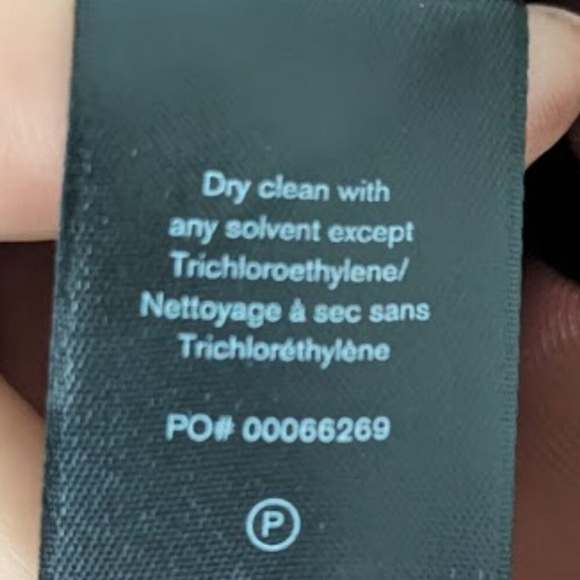 Dry clean with
any solvent except
Trichloroethylene/
Nettoyage à sec sans
Trichloréthylène
PO# 00066269
P